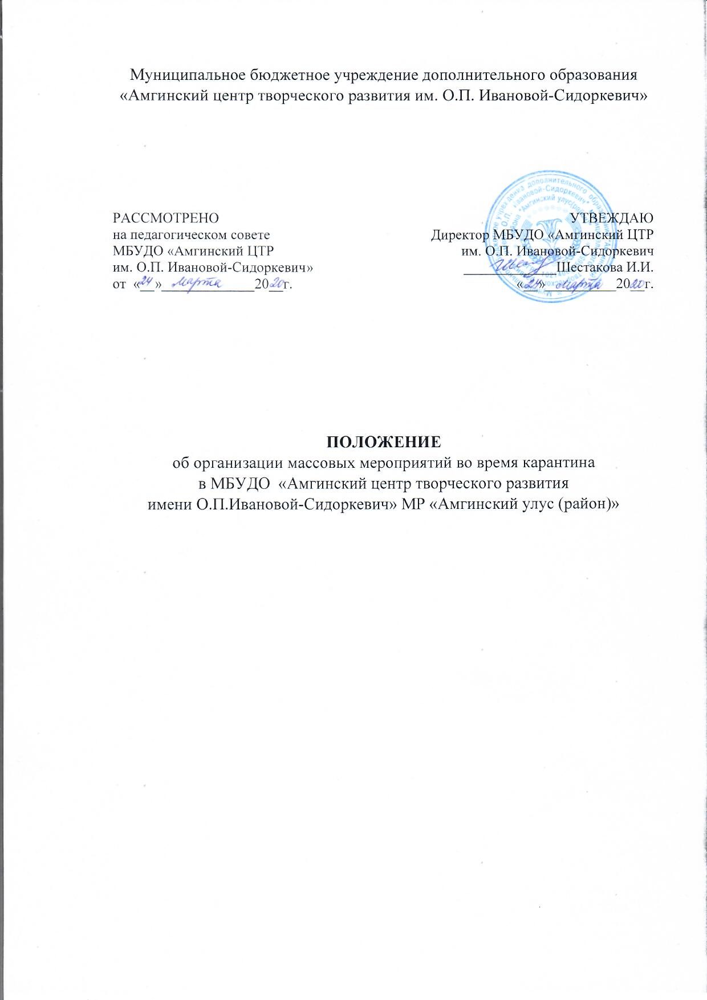 Муниципальное бюджетное учреждение дополнительного образования
«Амгинский центр творческого развития им. О.П. Ивановой-Сидоркевич»
РАССМОТРЕНО
на педагогическом совете
МБУДО «Амгинский ЦТР
им. О.П. Ивановой-Сидоркевич»
от «24» марта 2020г.
УТВЕЖДАЮ
Директор МБУДО «Амгинский ЦТР
им. О.П. Ивановой-Сидоркевич
Шестакова И.И.
«24» марта 2020г.
ПОЛОЖЕНИЕ
об организации массовых мероприятий во время карантина
в МБУДО «Амгинский центр творческого развития
имени О.П.Ивановой-Сидоркевич» МР «Амгинский улус (район)»